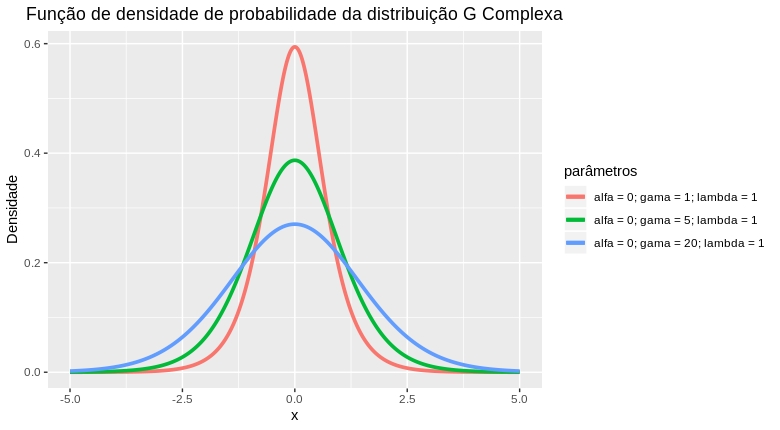 Função de densidade de probabilidade da distribuição G Complexa
Densidade
0.6
0.4
0.2
0.0
-5.0 -2.5 0.0 2.5 5.0
x
parâmetros
alfa = 0; gama = 1; lambda = 1
alfa = 0; gama = 5; lambda = 1
alfa = 0; gama = 20; lambda = 1